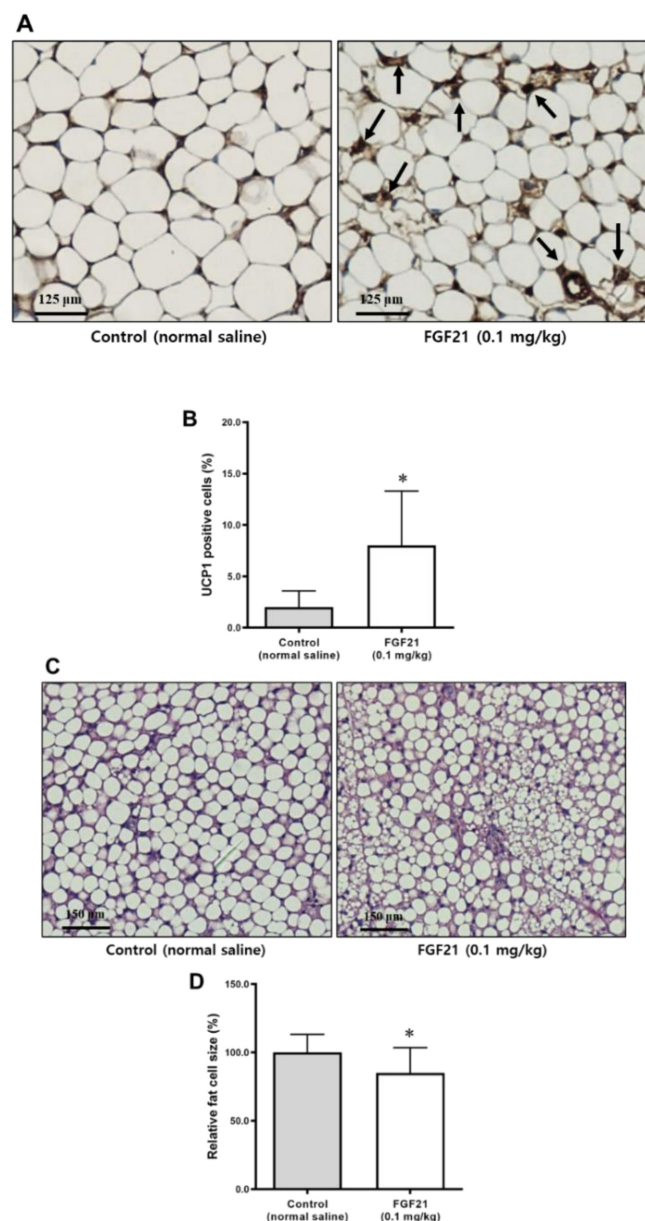 A
125 µm
125 µm
Control (normal saline)
FGF21 (0.1 mg/kg)
B
UCP1 positive cells (%)
20.0
15.0
10.0
5.0
0.0
*
Control
(normal saline)
FGF21
(0.1 mg/kg)
C
150 µm
150 µm
Control (normal saline)
FGF21 (0.1 mg/kg)
D
Relative fat cell size (%)
150.0
100.0
50.0
0.0
*
Control
(normal saline)
FGF21
(0.1 mg/kg)